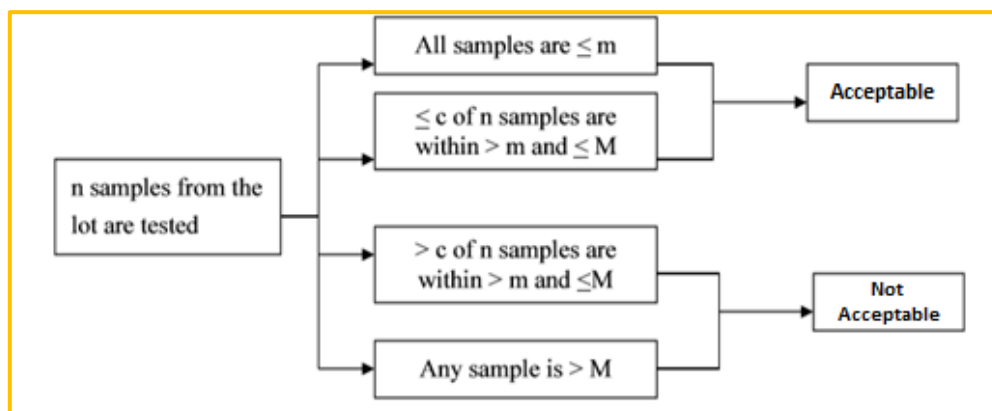 All samples are ≤ m
≤ c of n samples are
within > m and ≤ M
Acceptable
n samples from the
lot are tested
> c of n samples are
within > m and ≤M
Any sample is > M
Not
Acceptable